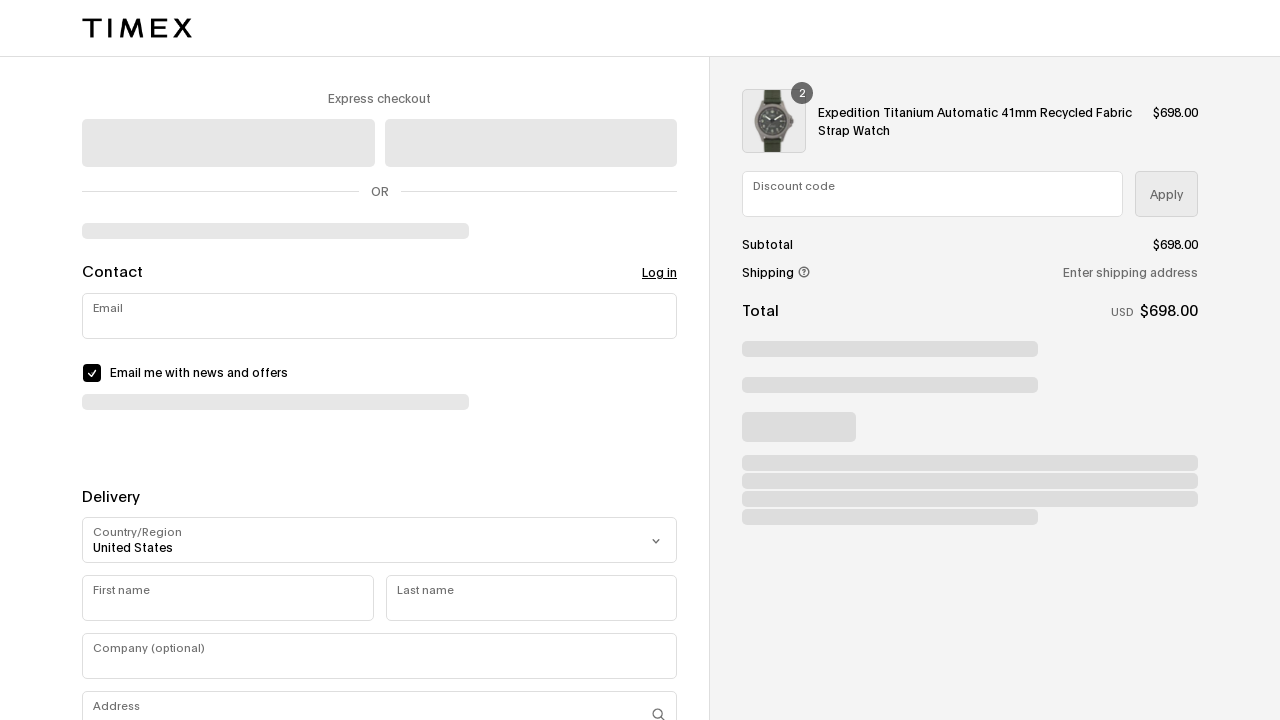 TIMEX
Express checkout
OR
Contact
Log in
Email
Email me with news and offers
Delivery
Country/Region
United States
First name
Last name
Company (optional)
Address
2
Expedition Titanium Automatic 41mm Recycled Fabric
Strap Watch
$698.00
Discount code
Apply
Subtotal
$698.00
Shipping
Enter shipping address
Total
USD $698.00